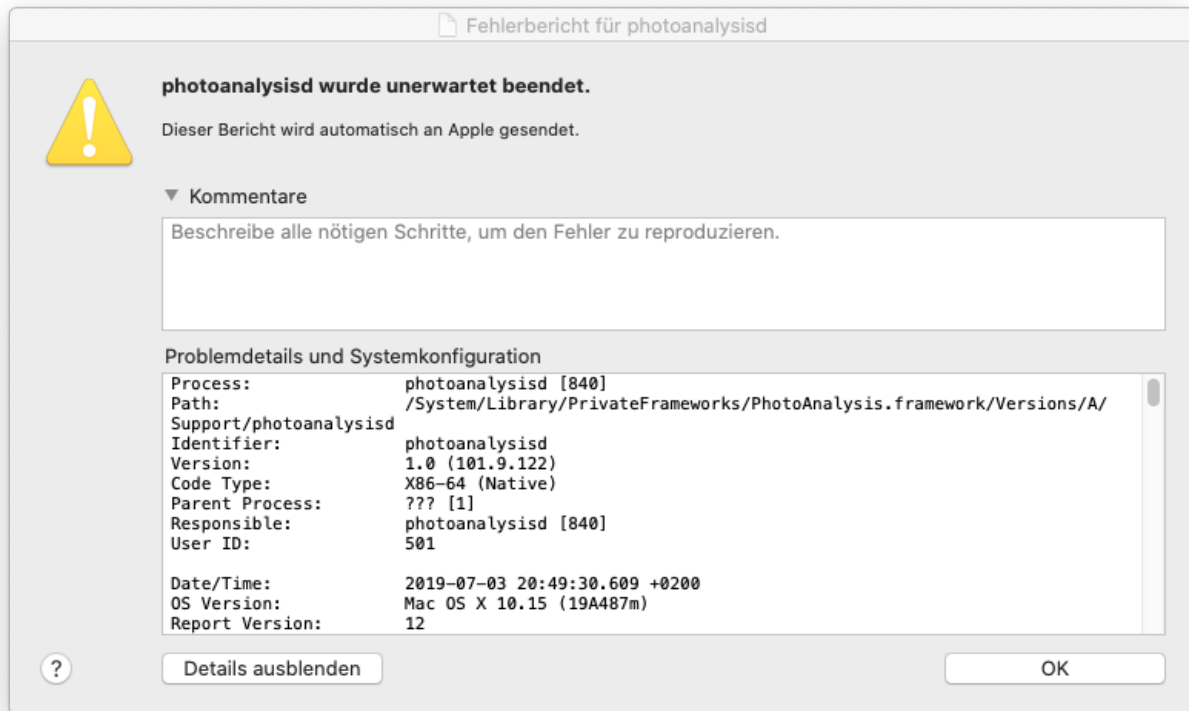 Fehlerbericht für photoanalysisd
photoanalysisd wurde unerwartet beendet.
Dieser Bericht wird automatisch an Apple gesendet.
Kommentare
Beschreibe alle nötigen Schritte, um den Fehler zu reproduzieren.
Problemdetails und Systemkonfiguration
Process: photoanalysisd [840]
Path: /System/Library/PrivateFrameworks/PhotoAnalysis.framework/Versions/A/
Support/photoanalysisd
Identifier: photoanalysisd
Version: 1.0 (101.9.122)
Code Type: X86-64 (Native)
Parent Process: ??? [1]
Responsible: photoanalysisd [840]
User ID: 501
Date/Time: 2019-07-03 20:49:30.609 +0200
OS Version: Mac OS X 10.15 (19A487m)
Report Version: 12
? Details ausblenden OK